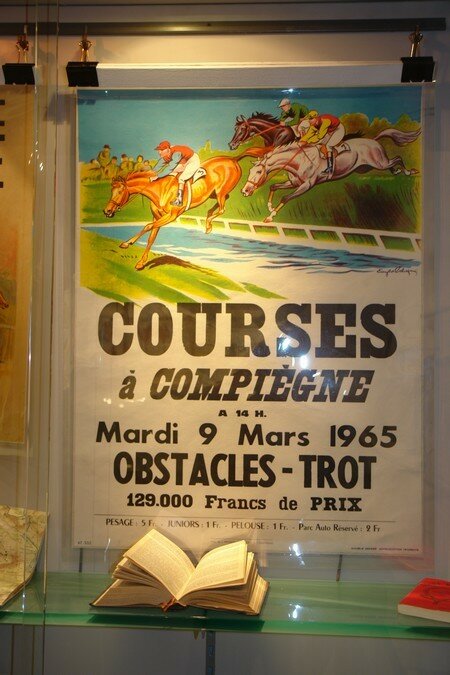 COURSES
à COMPIÈGNE
A 14 H.
Mardi 9 Mars 1965
OBSTACLES - TROT
129.000 Francs de PRIX
PESAGE : 5 Fr. - JUNIORS : 1 Fr. - PELOUSE : 1 Fr. - Parc Auto Réservé : 2 Fr